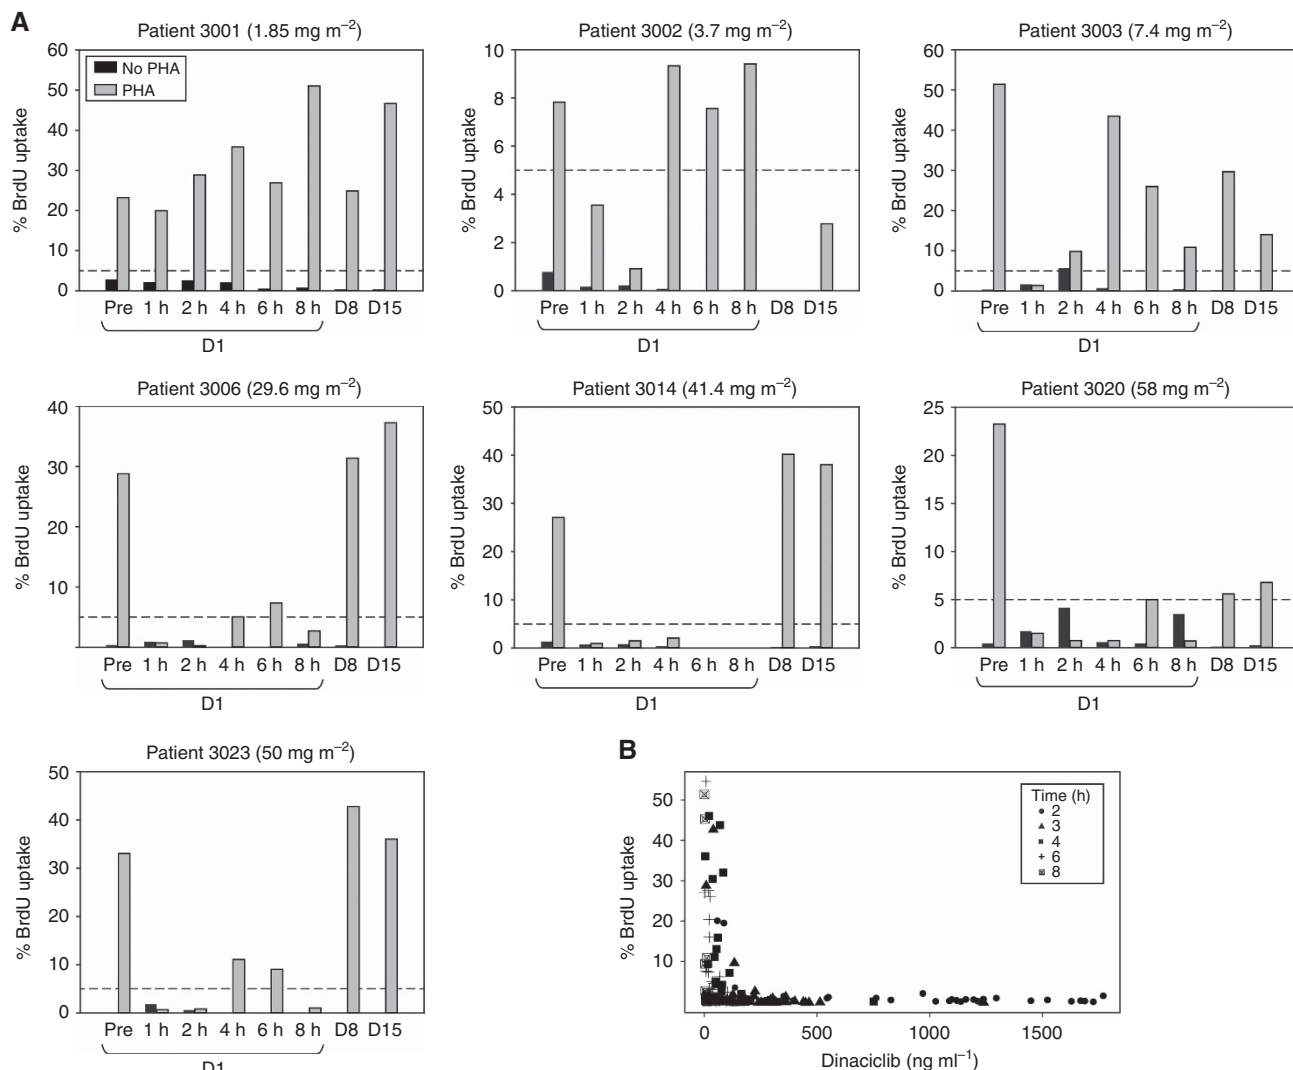 A
Patient 3001 (1.85 mg m⁻²)
% BrdU uptake
60
50
40
30
20
10
0
No PHA
PHA
Pre 1 h 2 h 4 h 6 h 8 h D8 D15
D1
Patient 3002 (3.7 mg m⁻²)
% BrdU uptake
10
8
6
4
2
0
Pre 1 h 2 h 4 h 6 h 8 h D8 D15
D1
Patient 3003 (7.4 mg m⁻²)
% BrdU uptake
60
50
40
30
20
10
0
Pre 1 h 2 h 4 h 6 h 8 h D8 D15
D1
Patient 3006 (29.6 mg m⁻²)
% BrdU uptake
40
30
20
10
Pre 1 h 2 h 4 h 6 h 8 h D8 D15
D1
Patient 3014 (41.4 mg m⁻²)
% BrdU uptake
50
40
30
20
10
0
Pre 1 h 2 h 4 h 6 h 8 h D8 D15
D1
Patient 3020 (58 mg m⁻²)
% BrdU uptake
25
20
15
10
5
0
Pre 1 h 2 h 4 h 6 h 8 h D8 D15
D1
Patient 3023 (50 mg m⁻²)
% BrdU uptake
50
40
30
20
10
0
Pre 1 h 2 h 4 h 6 h 8 h D8 D15
D1
B
% BrdU uptake
50
40
30
20
10
Time (h)
2
3
4
6
8
0 500 1000 1500
Dinaciclib (ng ml⁻¹)